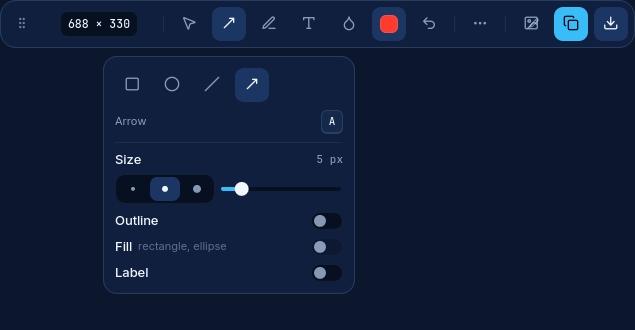 688 × 330
Arrow
A
Size
5 px
Outline
Fill rectangle, ellipse
Label